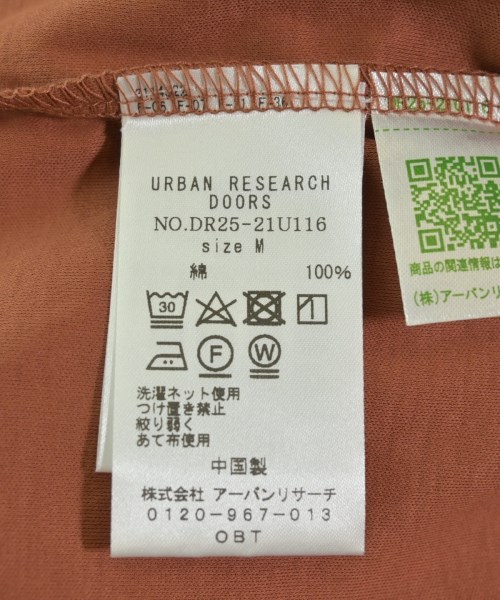 URBAN RESEARCH
DOORS
NO.DR25-21U116
size M
綿 100%
30
F
W
洗濯ネット使用
つけ置き禁止
絞り弱く
あて布使用
中国製
株式会社 アーバンリサーチ
0120-967-013
OBT
商品の関連情報は
(株)アーバンリ